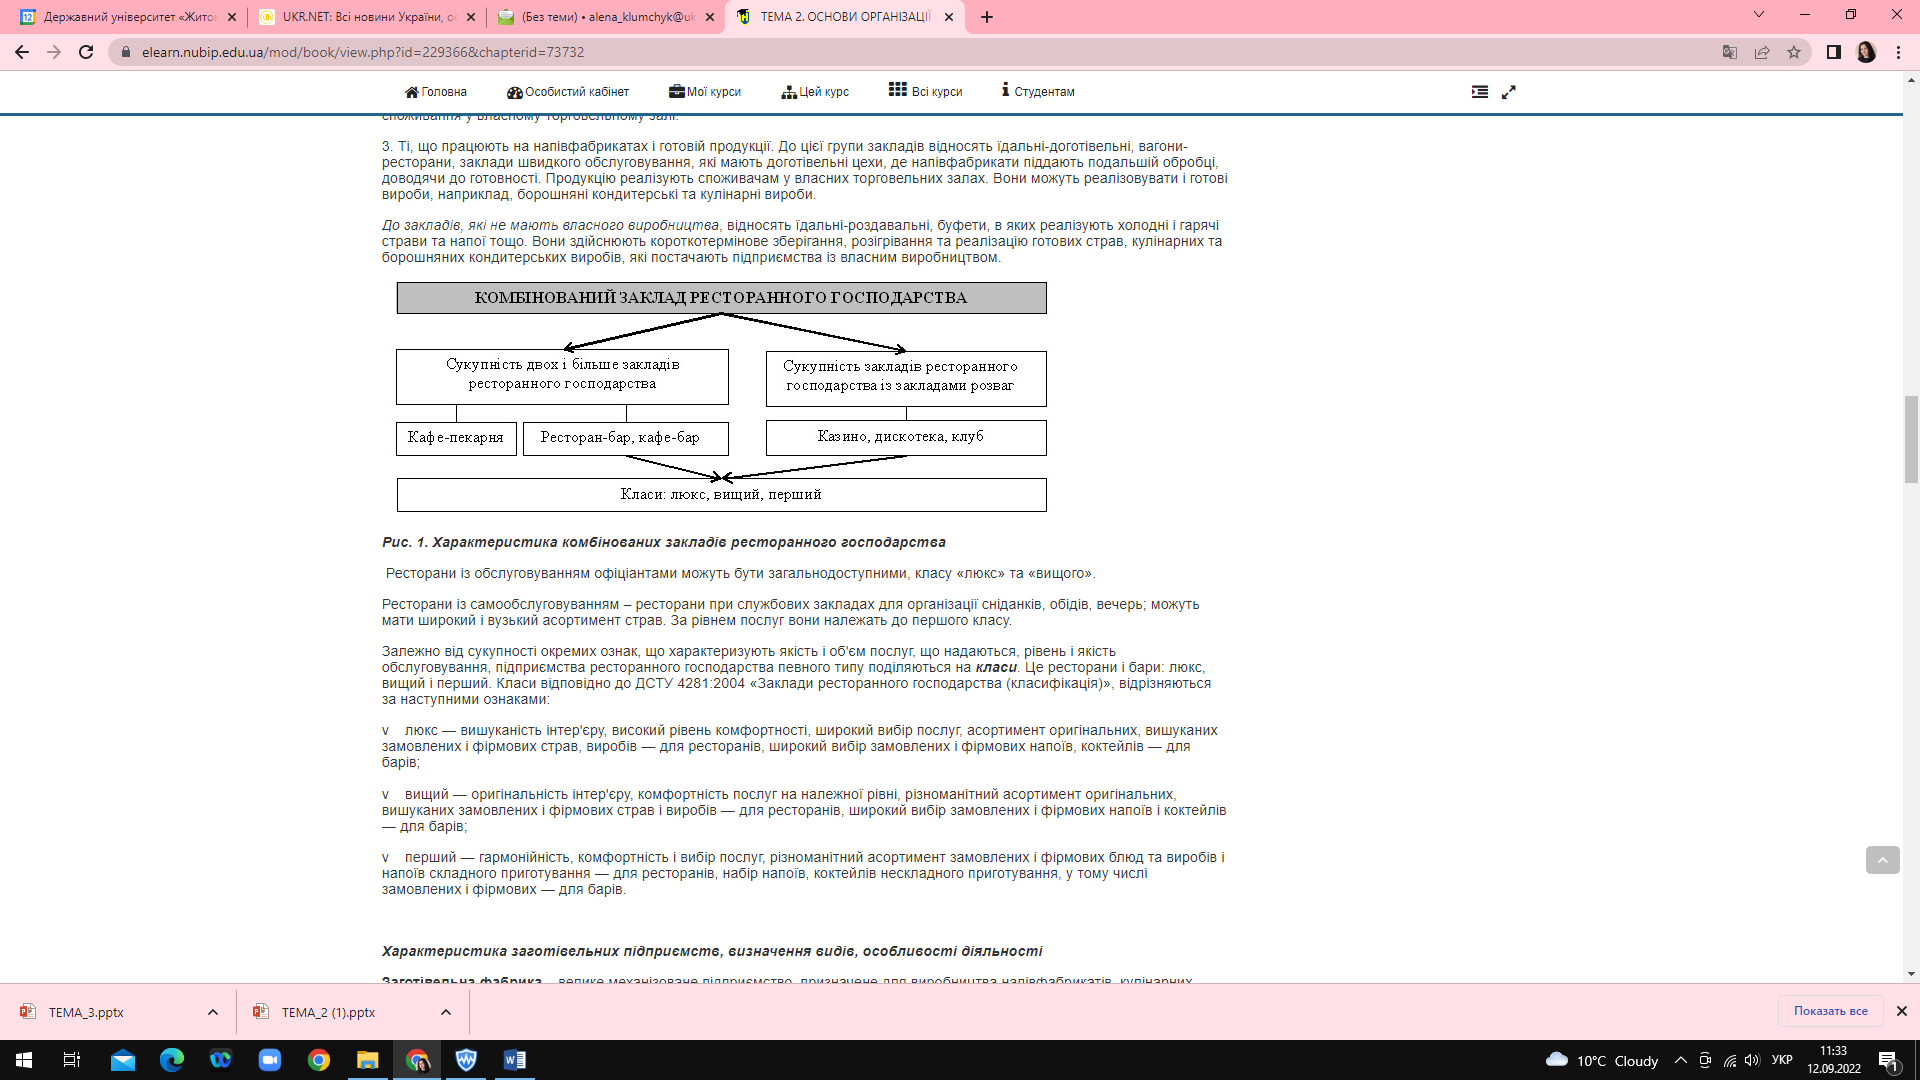 Державний університет «Житом
UKR.NET: Всі новини України, ос
(Без теми) • alena_klumchyk@uk
ТЕМА 2. ОСНОВИ ОРГАНІЗАЦІЇ
elearn.nubip.edu.ua/mod/book/view.php?id=229366&chapterid=73732
Головна
Особистий кабінет
Мої курси
Цей курс
Всі курси
Студентам
споживання у власному торговельному залі.
3. Ті, що працюють на напівфабрикатах і готовій продукції. До цієї групи закладів відносять їдальні-доготівельні, вагони-
ресторани, заклади швидкого обслуговування, які мають доготівельні цехи, де напівфабрикати піддають подальшій обробці,
доводячи до готовності. Продукцію реалізують споживачам у власних торговельних залах. Вони можуть реалізовувати і готові
вироби, наприклад, борошняні кондитерські та кулінарні вироби.
До закладів, які не мають власного виробництва, відносять їдальні-роздавальні, буфети, в яких реалізують холодні і гарячі
страви та напої тощо. Вони здійснюють короткотермінове зберігання, розігрівання та реалізацію готових страв, кулінарних та
борошняних кондитерських виробів, які постачають підприємства із власним виробництвом.
КОМБІНОВАНИЙ ЗАКЛАД РЕСТОРАННОГО ГОСПОДАРСТВА
Сукупність двох і більше закладів
ресторанного господарства
Сукупність закладів ресторанного
господарства із закладами розваг
Кафе-пекарня
Ресторан-бар, кафе-бар
Казино, дискотека, клуб
Класи: люкс, вищий, перший
Рис. 1. Характеристика комбінованих закладів ресторанного господарства
Ресторани із обслуговуванням офіціантами можуть бути загальнодоступними, класу «люкс» та «вищого».
Ресторани із самообслуговуванням – ресторани при службових закладах для організації сніданків, обідів, вечерь; можуть
мати широкий і вузький асортимент страв. За рівнем послуг вони належать до першого класу.
Залежно від сукупності окремих ознак, що характеризують якість і об'єм послуг, що надаються, рівень і якість
обслуговування, підприємства ресторанного господарства певного типу поділяються на класи. Це ресторани і бари: люкс,
вищий і перший. Класи відповідно до ДСТУ 4281:2004 «Заклади ресторанного господарства (класифікація)», відрізняються
за наступними ознаками:
v люкс — вишуканість інтер'єру, високий рівень комфортності, широкий вибір послуг, асортимент оригінальних, вишуканих
замовлених і фірмових страв, виробів — для ресторанів, широкий вибір замовлених і фірмових напоїв, коктейлів — для
барів;
v вищий — оригінальність інтер'єру, комфортність послуг на належної рівні, різноманітний асортимент оригінальних,
вишуканих замовлених і фірмових страв і виробів — для ресторанів, широкий вибір замовлених і фірмових напоїв і коктейлів
— для барів;
v перший — гармонійність, комфортність і вибір послуг, різноманітний асортимент замовлених і фірмових блюд та виробів і
напоїв складного приготування — для ресторанів, набір напоїв, коктейлів нескладного приготування, у тому числі
замовлених і фірмових — для барів.
Характеристика заготівельних підприємств, визначення видів, особливості діяльності
Заготівельна фабрика – велике механізоване підприємство, призначене для виробництва напівфабрикатів, кулінарних
ТЕМА_3.pptx
ТЕМА_2 (1).pptx
Показать все
10°C Cloudy
УКР
11:33
12.09.2022
1